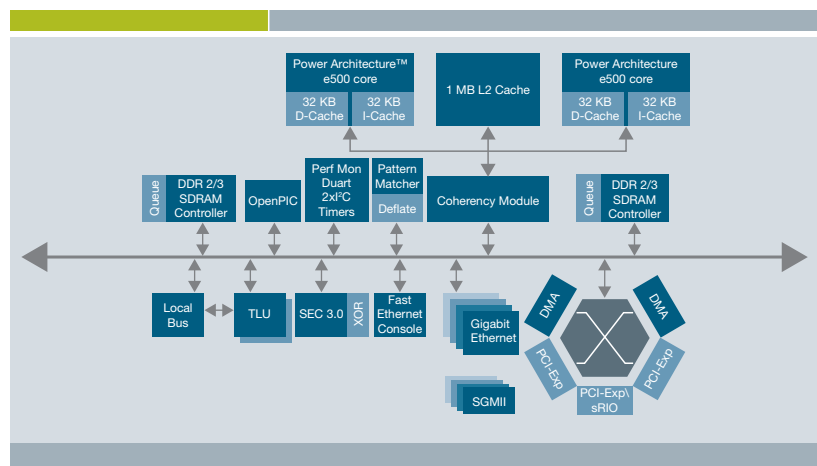 Power Architecture™
e500 core
32 KB
D-Cache
32 KB
I-Cache
1 MB L2 Cache
Power Architecture
e500 core
32 KB
D-Cache
32 KB
I-Cache
Queue
DDR 2/3
SDRAM
Controller
OpenPIC
Perf Mon
Duart
2xI²C
Timers
Pattern
Matcher
Deflate
Coherency Module
Queue
DDR 2/3
SDRAM
Controller
Local
Bus
TLU
SEC 3.0
XOR
Fast
Ethernet
Console
Gigabit
Ethernet
SGMII
DMA
DMA
PCI-Exp
PCI-Exp
PCI-Exp\
sRIO